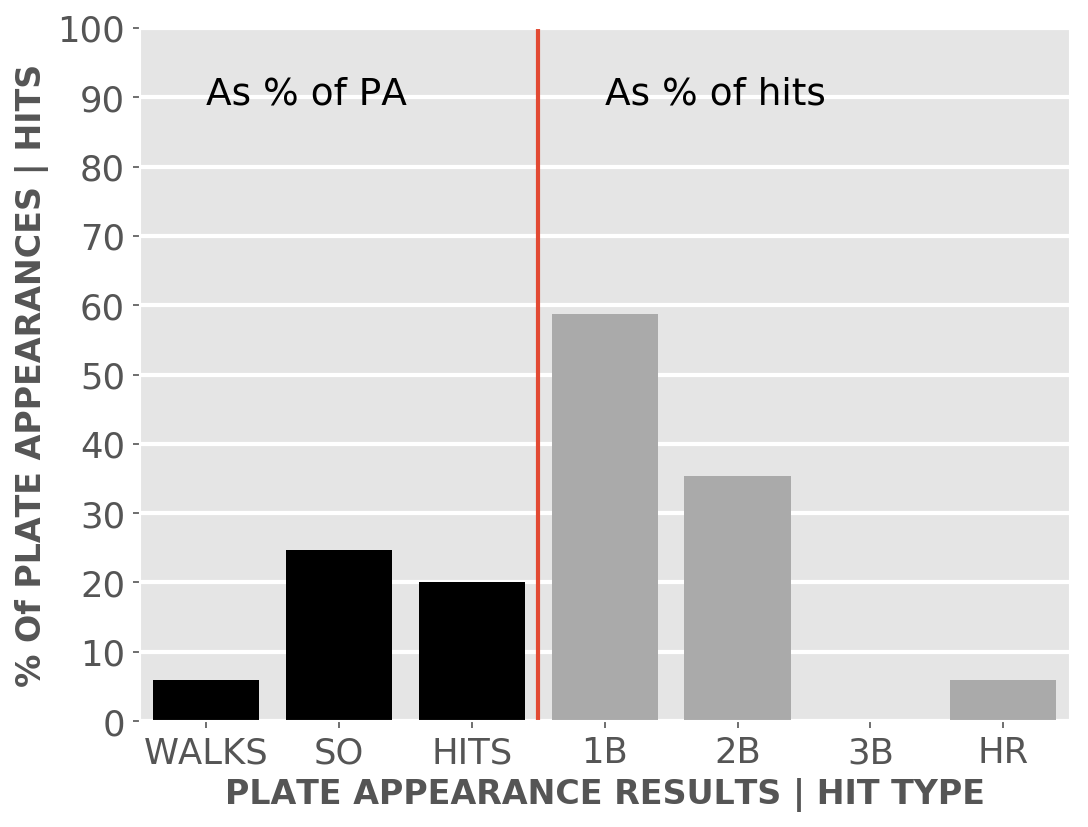 % Of PLATE APPEARANCES | HITS
100
90
80
70
60
50
40
30
20
10
0
As % of PA
As % of hits
WALKS SO HITS 1B 2B 3B HR
PLATE APPEARANCE RESULTS | HIT TYPE